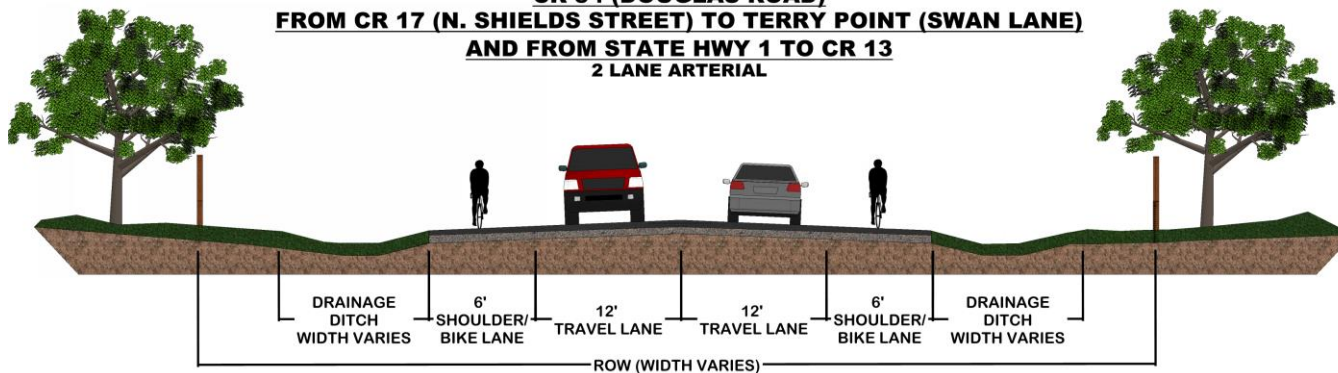 FROM CR 17 (N. SHIELDS STREET) TO TERRY POINT (SWAN LANE)
AND FROM STATE HWY 1 TO CR 13
2 LANE ARTERIAL
DRAINAGE
DITCH
WIDTH VARIES
6'
SHOULDER/
BIKE LANE
12'
TRAVEL LANE
12'
TRAVEL LANE
6'
SHOULDER/
BIKE LANE
DRAINAGE
DITCH
WIDTH VARIES
ROW (WIDTH VARIES)